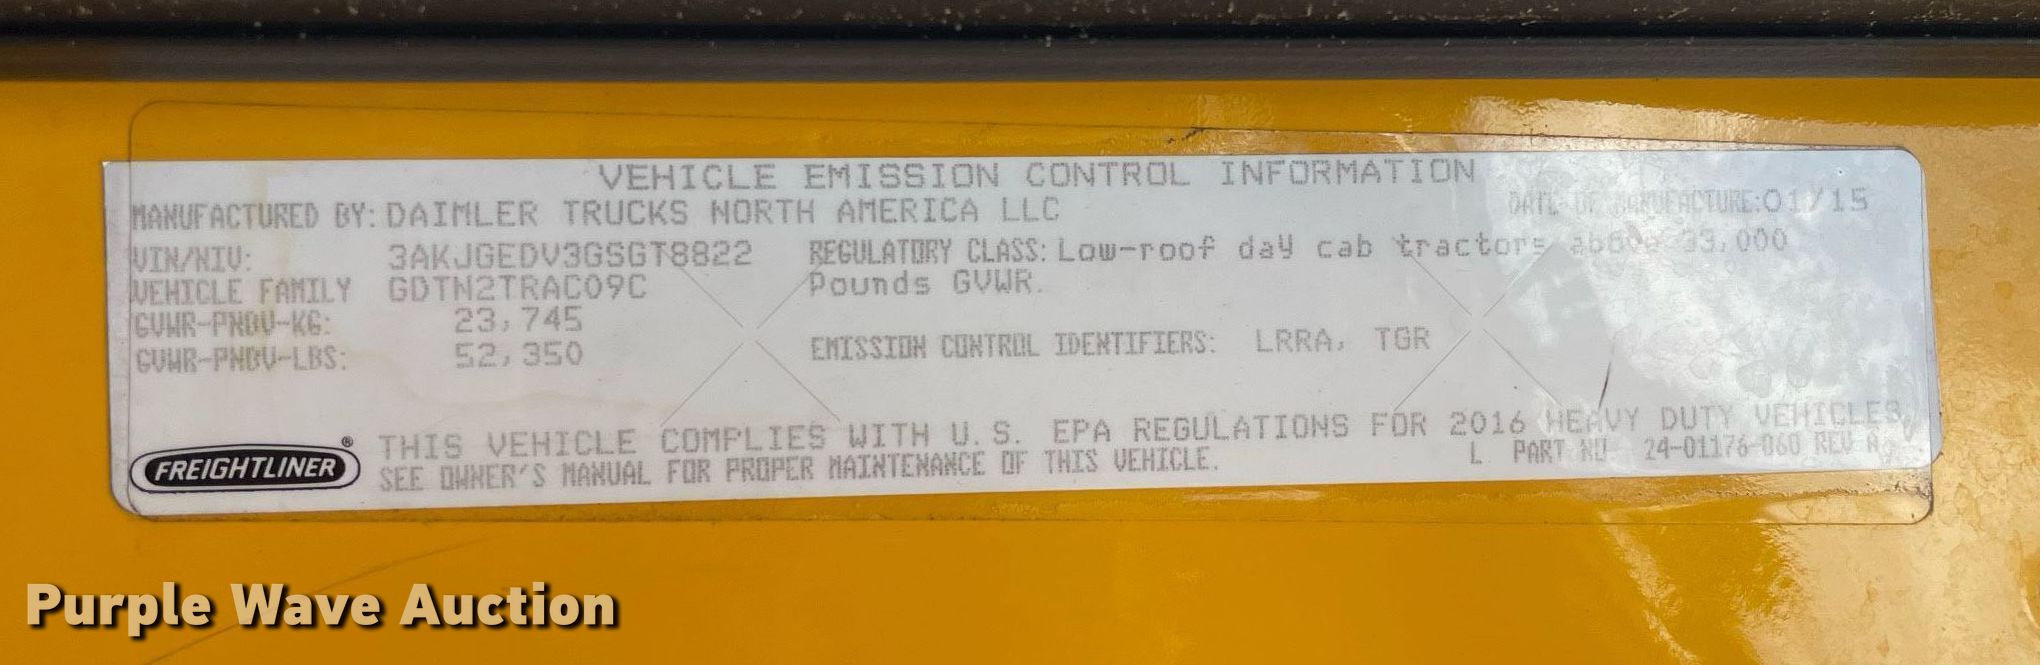 VEHICLE EMISSION CONTROL INFORMATION
MANUFACTURED BY: DAIMLER TRUCKS NORTH AMERICA LLC DATE OF MANUFACTURE: 01/15
VIN/NIV: 3AKJGEDV3GSGT8822 REGULATORY CLASS: Low-roof day cab tractors above 33,000
VEHICLE FAMILY GDTN2TRAC09C Pounds GVWR.
GVWR-PNBV-KG: 23,745
GVWR-PNBV-LBS: 52,350 EMISSION CONTROL IDENTIFIERS: LRRA, TGR
THIS VEHICLE COMPLIES WITH U.S. EPA REGULATIONS FOR 2016 HEAVY DUTY VEHICLES.
SEE OWNER'S MANUAL FOR PROPER MAINTENANCE OF THIS VEHICLE. L PART NO 24-01176-060 REV A
FREIGHTLINER®
Purple Wave Auction